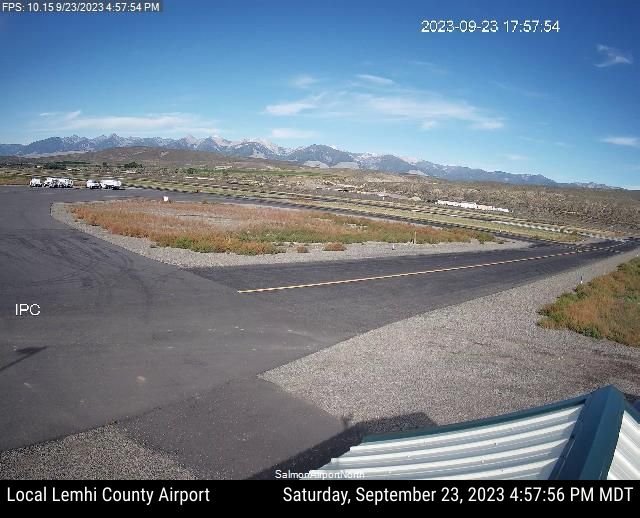 FPS: 10.15 9/23/2023 4:57:54 PM
2023-09-23 17:57:54
IPC
SalmonAirportNorth
Local Lemhi County Airport Saturday, September 23, 2023 4:57:56 PM MDT